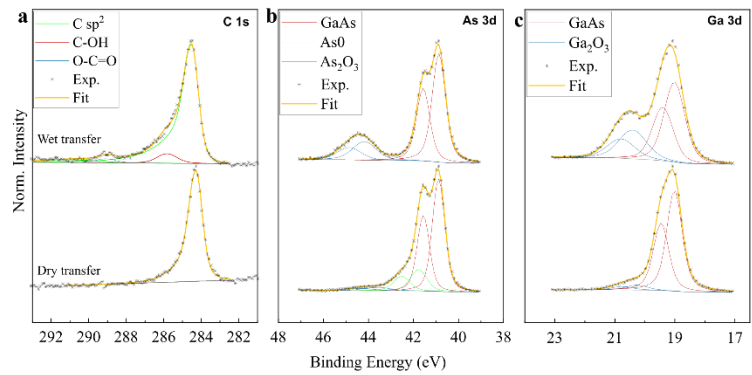 a
C 1s
C sp²
C-OH
O-C=O
Exp.
Fit
Wet transfer
Dry transfer
292 290 288 286 284 282
b
As 3d
GaAs
As0
As₂O₃
Exp.
Fit
48 46 44 42 40 38
c
Ga 3d
GaAs
Ga₂O₃
Exp.
Fit
23 21 19 17
Norm. Intensity
Binding Energy (eV)